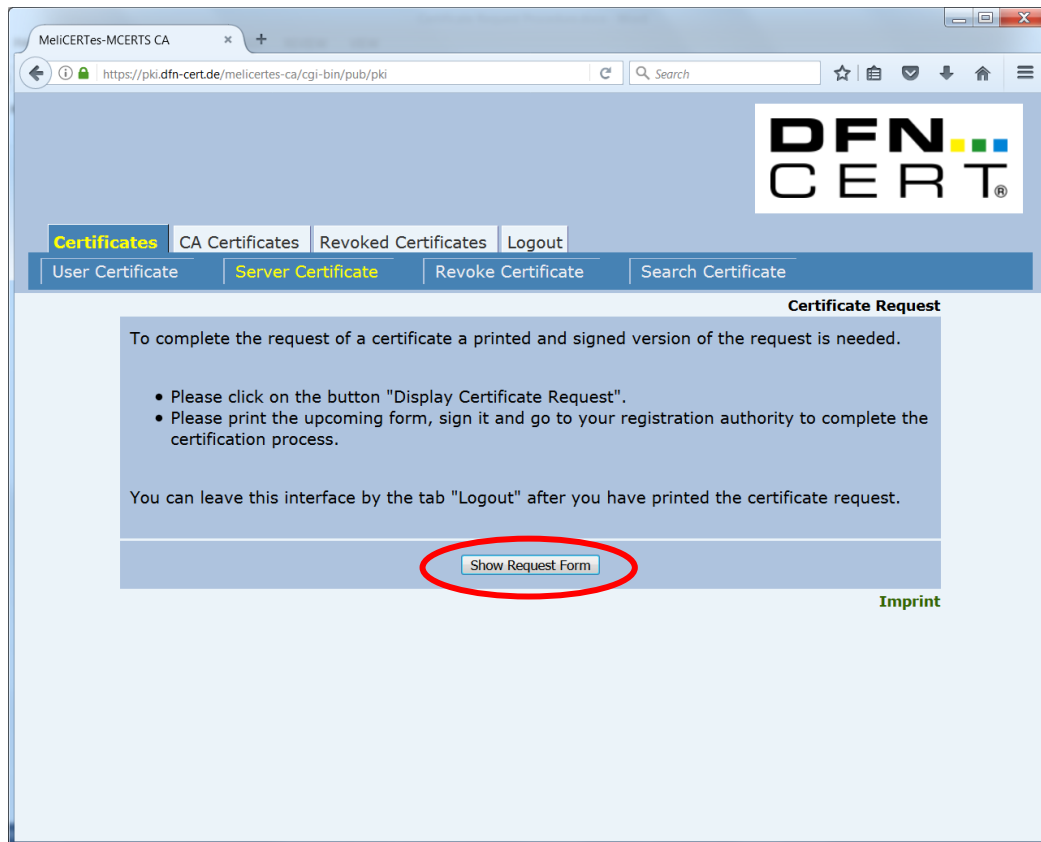 MeliCERTes-MCERTS CA
https://pki.dfn-cert.de/melicertes-ca/cgi-bin/pub/pki
Search
DFN
CERT®
Certificates CA Certificates Revoked Certificates Logout
User Certificate Server Certificate Revoke Certificate Search Certificate
Certificate Request
To complete the request of a certificate a printed and signed version of the request is needed.
• Please click on the button "Display Certificate Request".
• Please print the upcoming form, sign it and go to your registration authority to complete the
certification process.
You can leave this interface by the tab "Logout" after you have printed the certificate request.
Show Request Form
Imprint